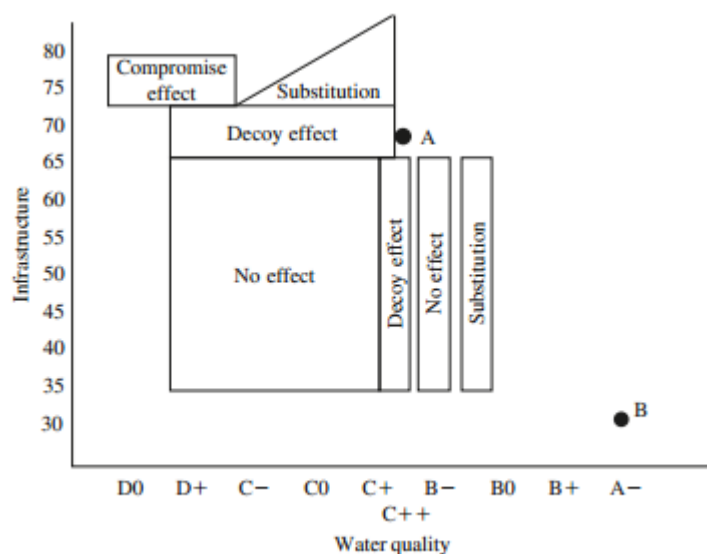 80
75
70
65
60
55
50
45
40
35
30
Infrastructure
Compromise
effect
Substitution
Decoy effect
A
No effect
Decoy effect
No effect
Substitution
B
D0 D+ C− C0 C+ B− B0 B+ A−
C++
Water quality